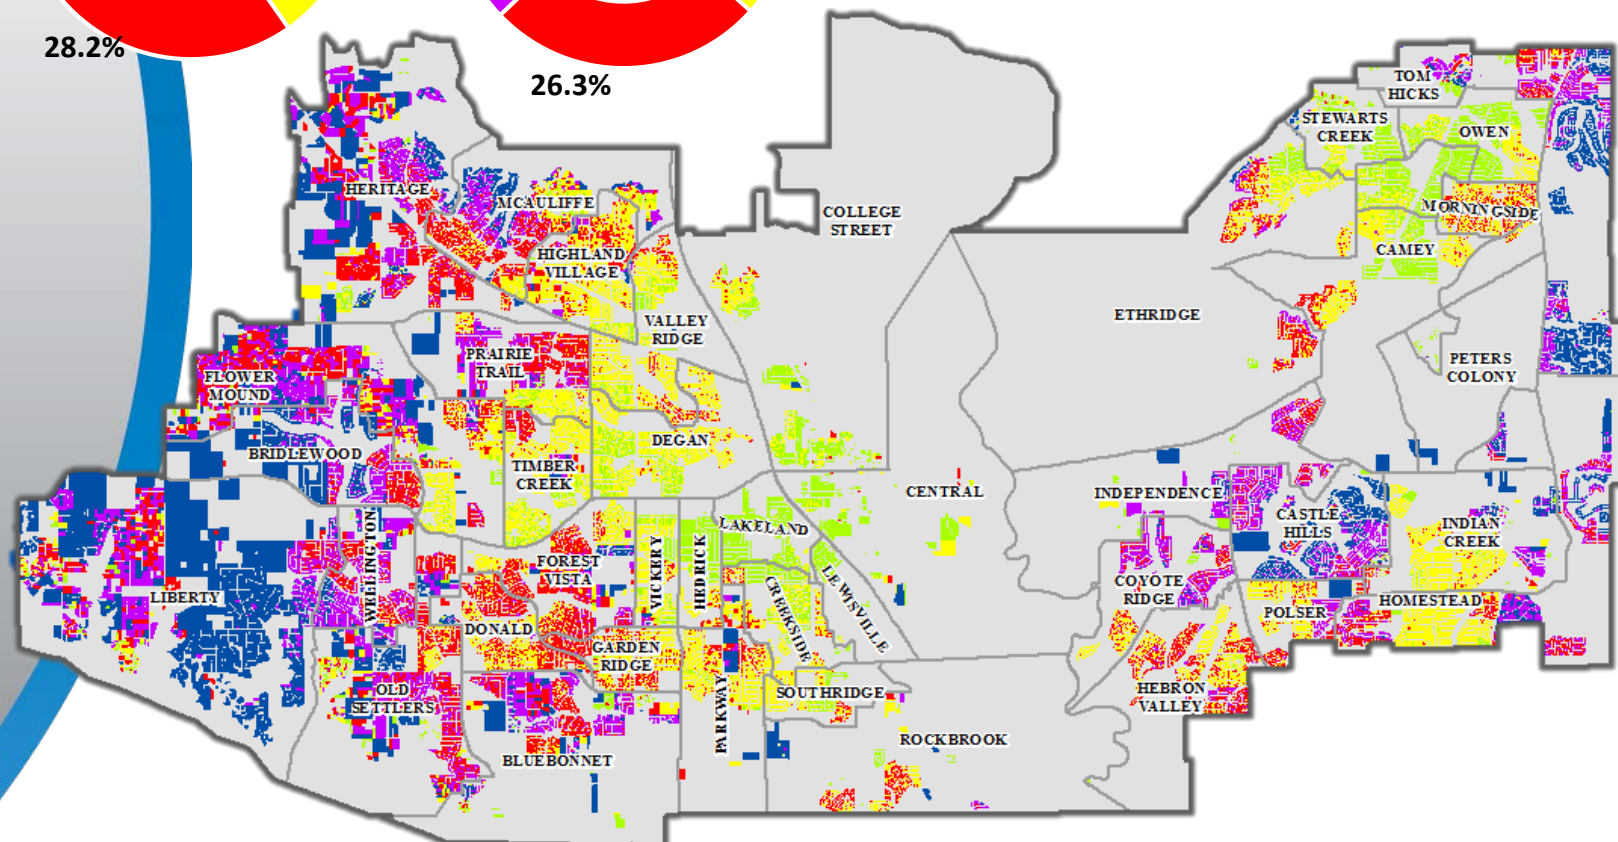 28.2%
26.3%
TOM
HICKS
STEWARTS
CREEK
OWEN
HERITAGE
MCAULIFFE
COLLEGE
STREET
MORNINGSIDE
HIGHLAND
VILLAGE
CAMEY
VALLEY
RIDGE
ETHRIDGE
PRAIRIE
TRAIL
PETERS
COLONY
FLOWER
MOUND
BRIDLEWOOD
DEGAN
TIMBER
CREEK
CENTRAL
INDEPENDENCE
CASTLE
HILLS
INDIAN
CREEK
LAKELAND
WELLINGTON
FOREST
VISTA
VICKERY
HEDRICK
CREEKSIDE
LEWISVILLE
COYOTE
RIDGE
LIBERTY
HOMESTEAD
POLSER
DONALD
GARDEN
RIDGE
OLD
SETTLERS
SOUTHRIDGE
HEBRON
VALLEY
PARKWAY
ROCKBROOK
BLUEBONNET